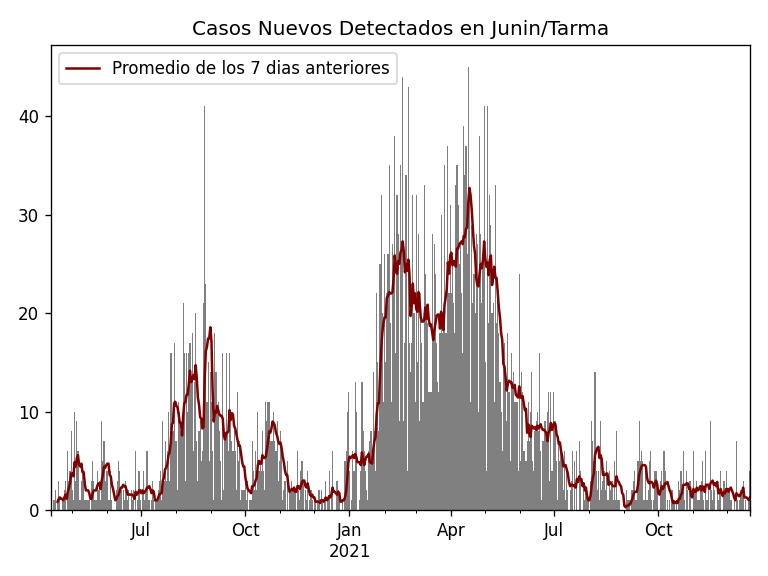 Casos Nuevos Detectados en Junin/Tarma
Promedio de los 7 dias anteriores
40
30
20
10
0
Jul
Oct
Jan
2021
Apr
Jul
Oct